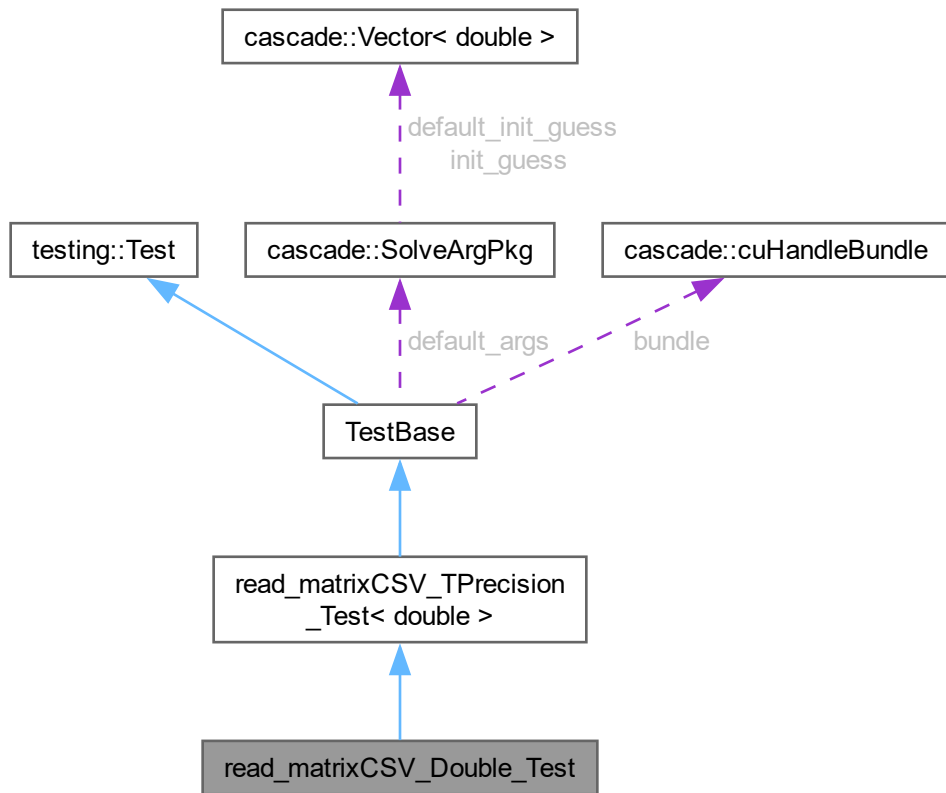 cascade::Vector< double >
default_init_guess
init_guess
testing::Test
cascade::SolveArgPkg
cascade::cuHandleBundle
default_args
bundle
TestBase
read_matrixCSV_TPrecision
_Test< double >
read_matrixCSV_Double_Test